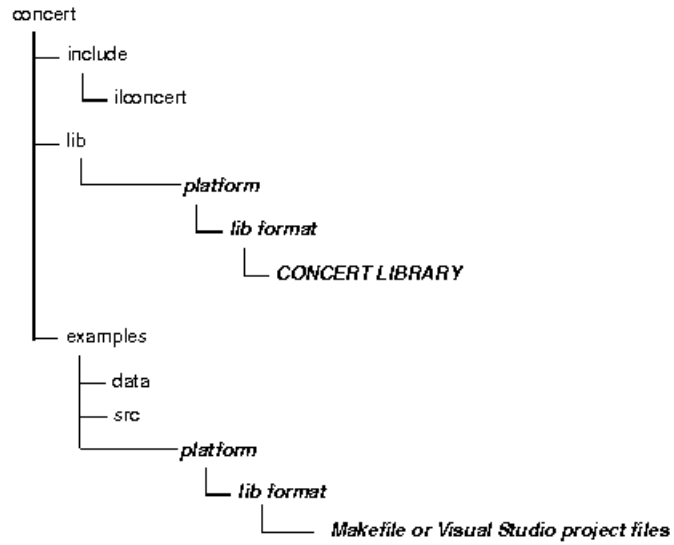 concert
include
ilconcert
lib
platform
lib format
CONCERT LIBRARY
examples
data
src
platform
lib format
Makefile or Visual Studio project files